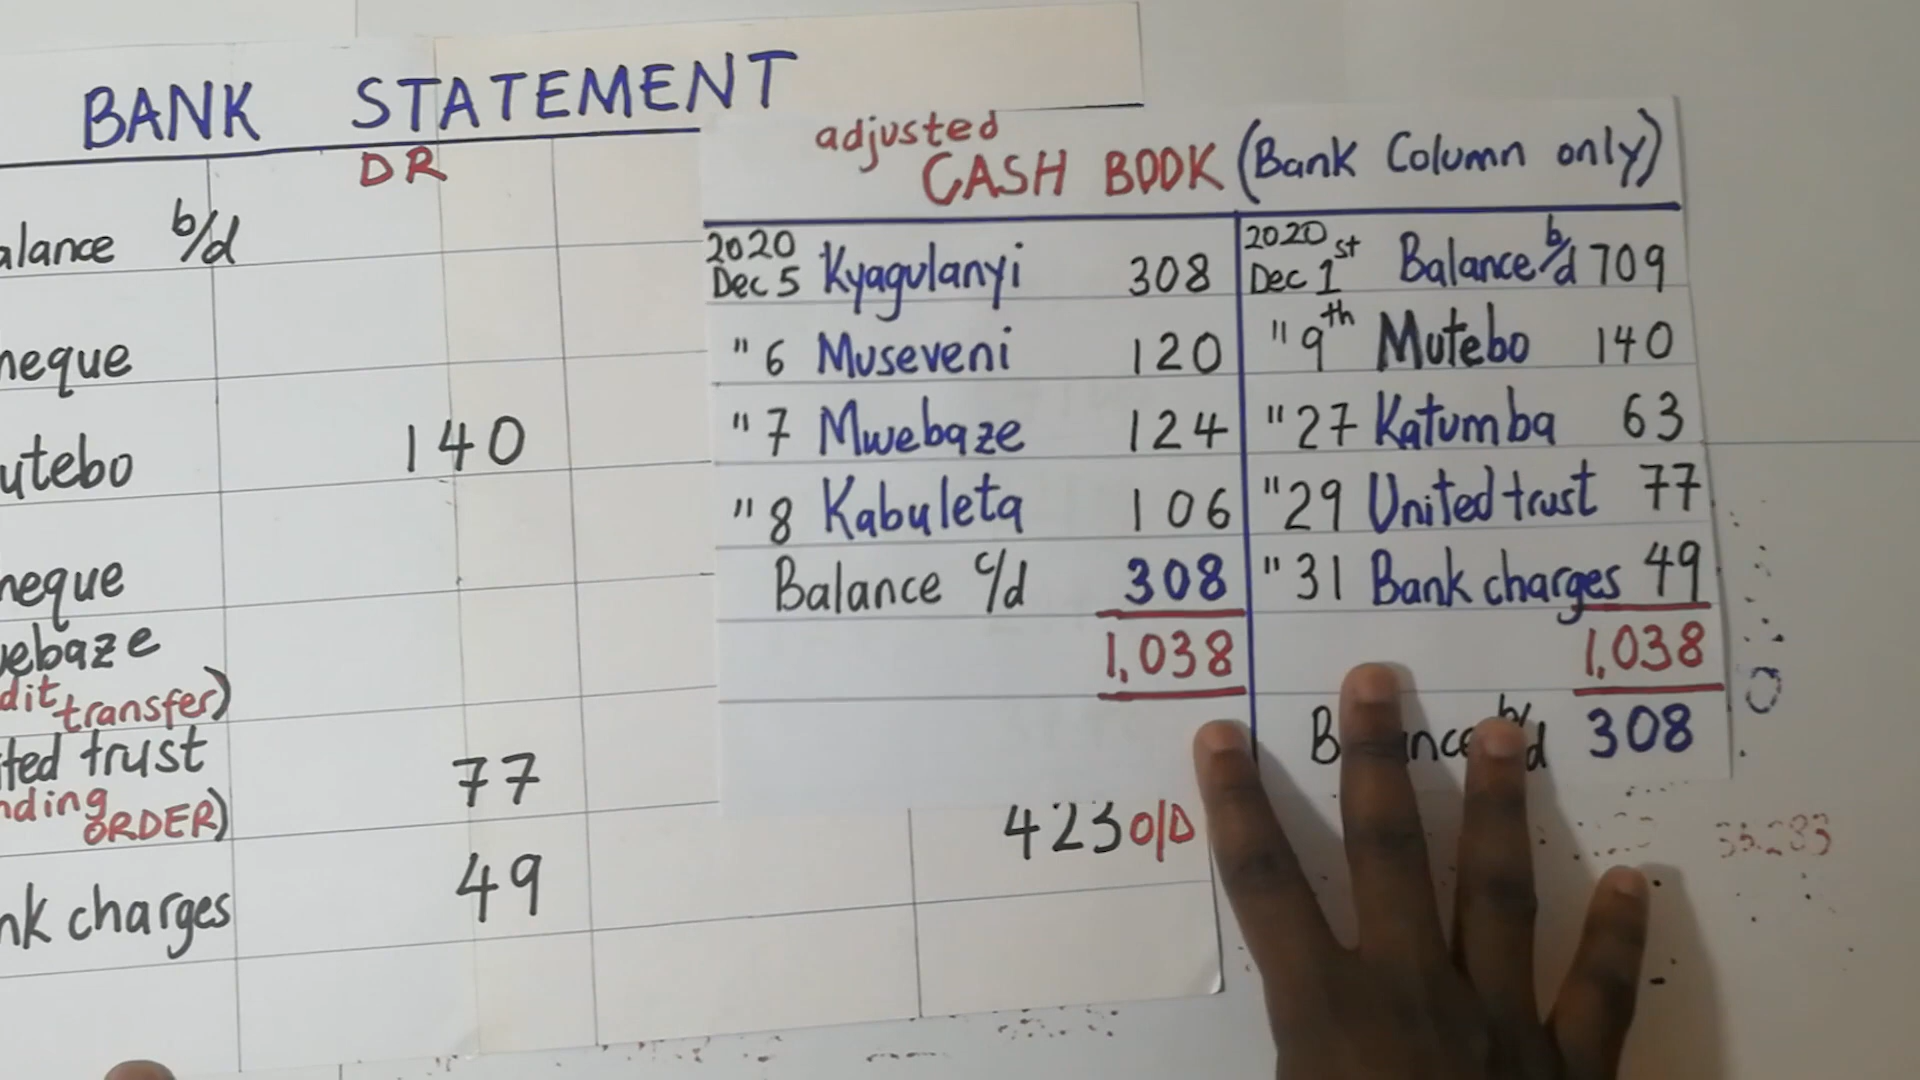 BANK STATEMENT
DR
alance b/d
heque
utebo 140
heque
webaze
dit transfer)
ted trust 77
nding ORDER)
nk charges 49
423 O/D
adjusted
CASH BOOK (Bank Column only)
2020
Dec 5 Kyagulanyi 308
" 6 Museveni 120
" 7 Mwebaze 124
" 8 Kabuleta 106
Balance c/d 308
1,038
2020
Dec 1st Balance b/d 709
" 9th Mutebo 140
" 27 Katumba 63
" 29 United trust 77
" 31 Bank charges 49
1,038
b/d 308